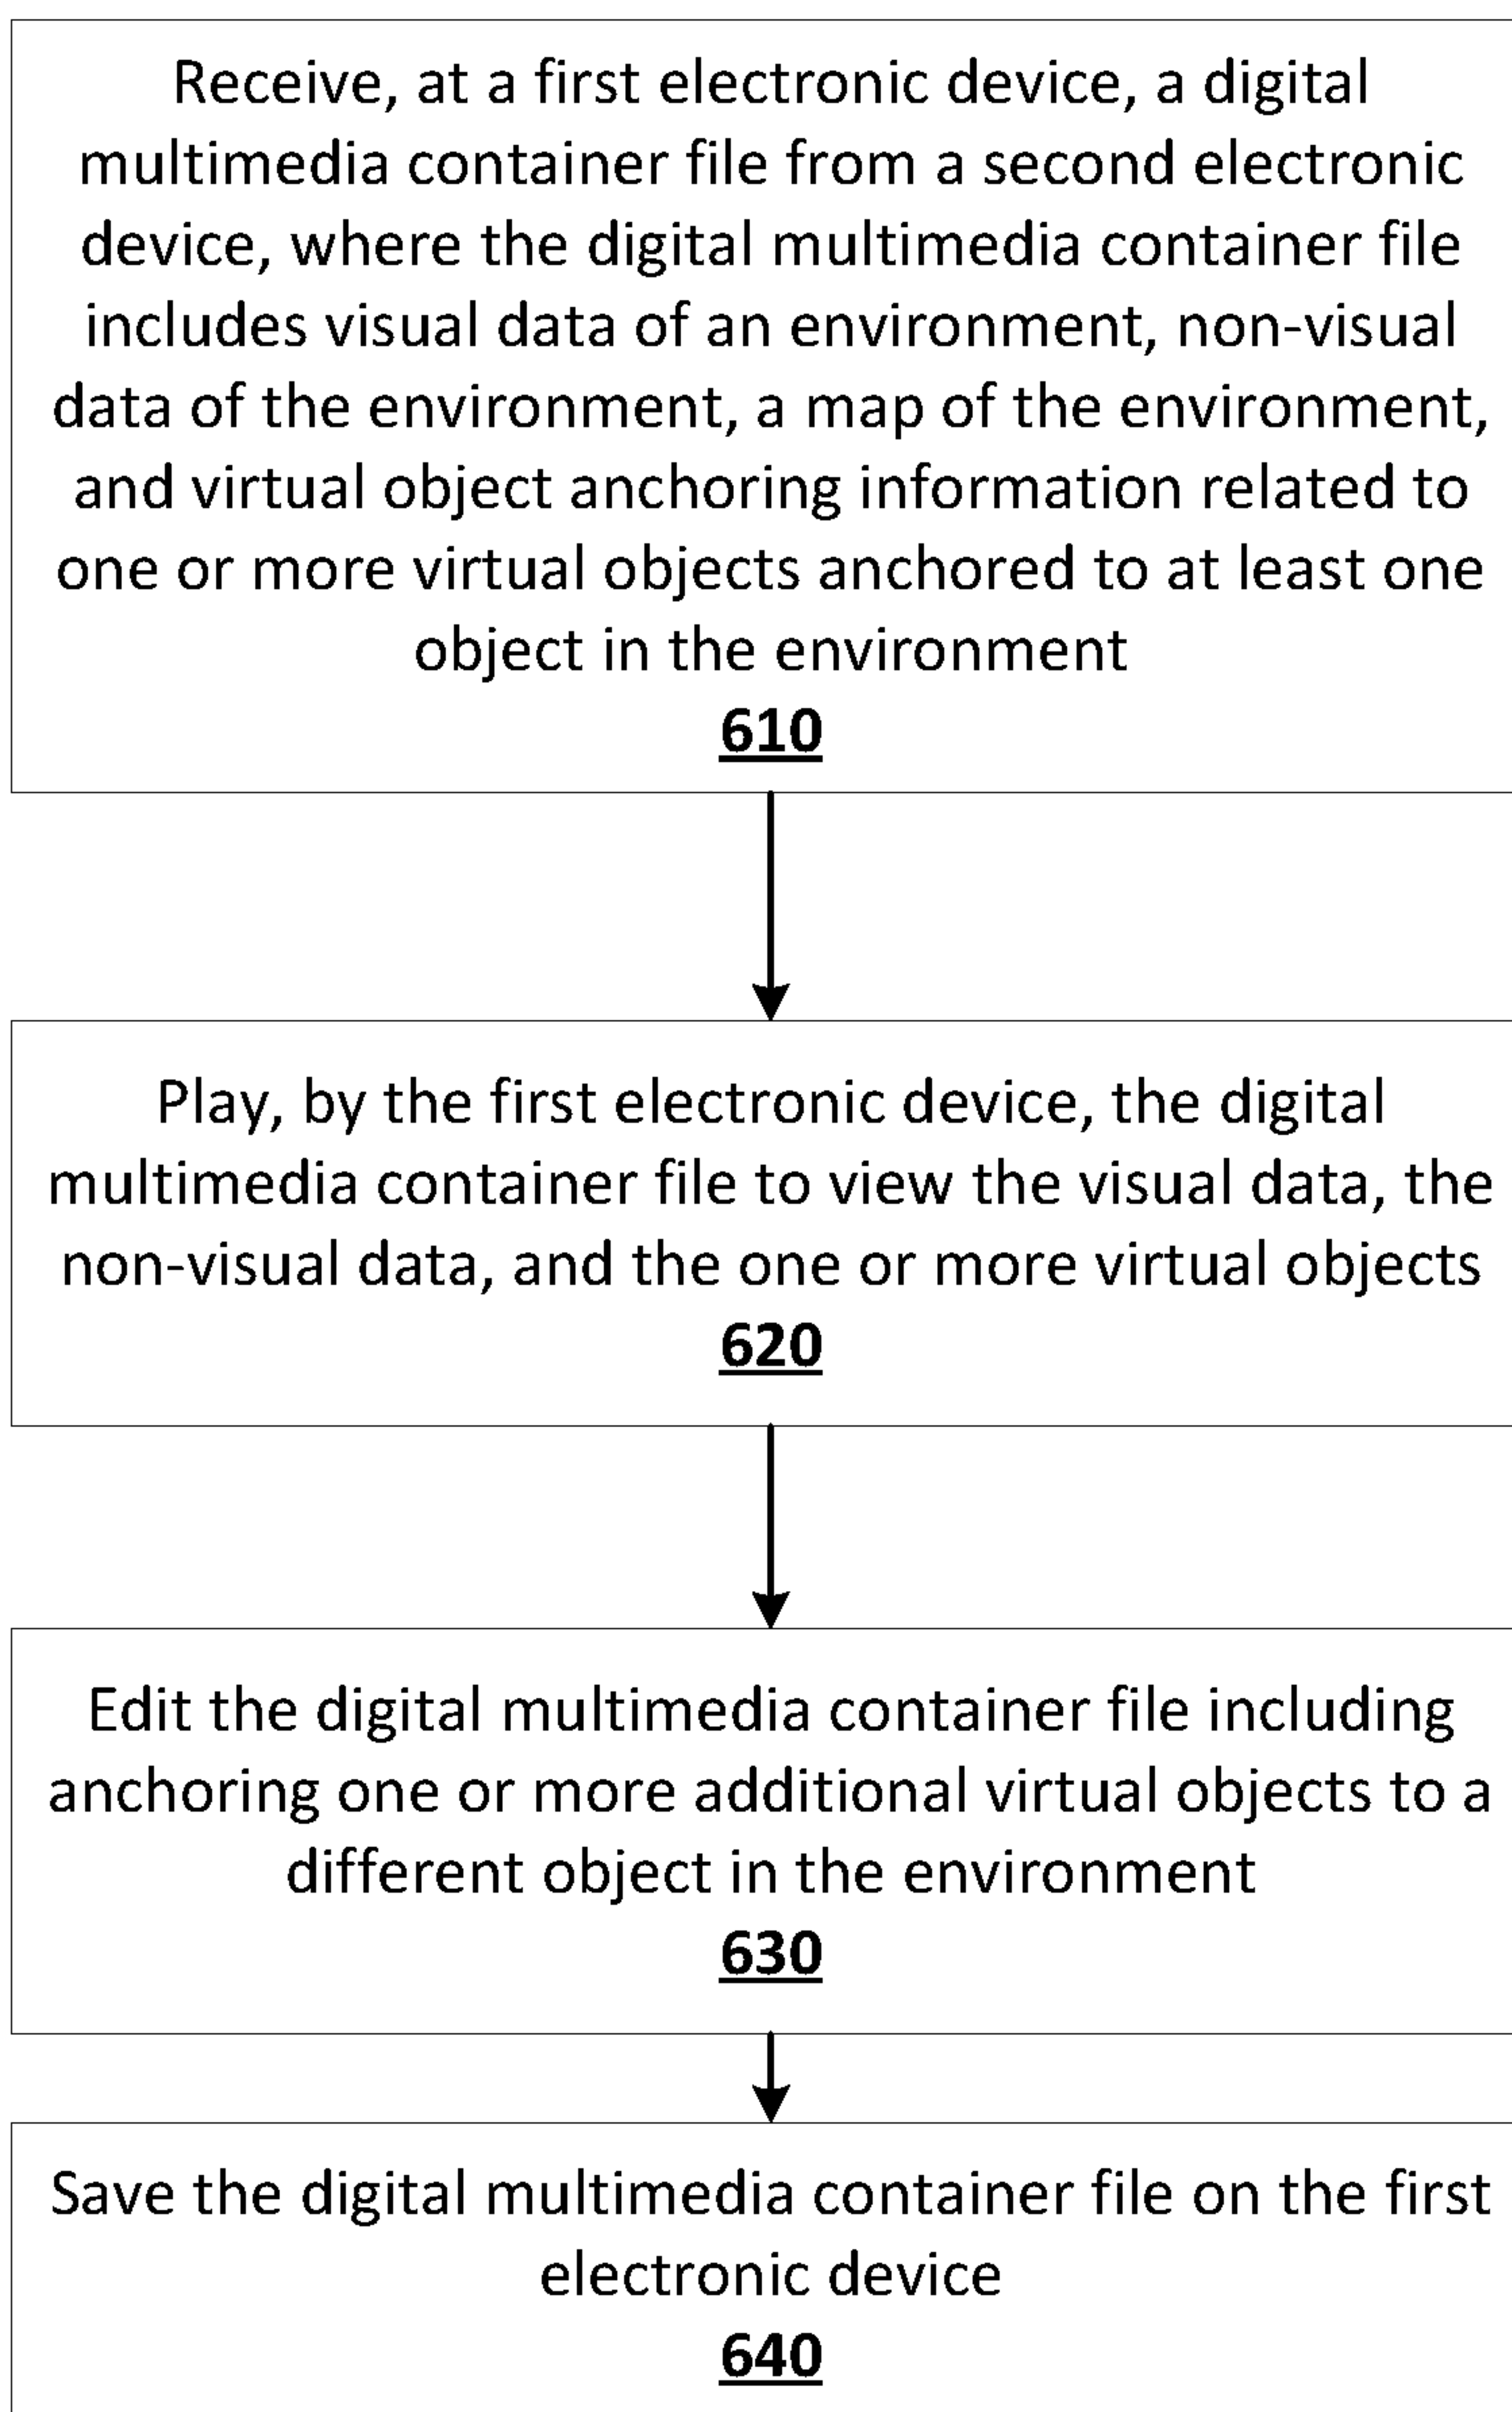 Receive, at a first electronic device, a digital
multimedia container file from a second electronic
device, where the digital multimedia container file
includes visual data of an environment, non-visual
data of the environment, a map of the environment,
and virtual object anchoring information related to
one or more virtual objects anchored to at least one
object in the environment
610
Play, by the first electronic device, the digital
multimedia container file to view the visual data, the
non-visual data, and the one or more virtual objects
620
Edit the digital multimedia container file including
anchoring one or more additional virtual objects to a
different object in the environment
630
Save the digital multimedia container file on the first
electronic device
640